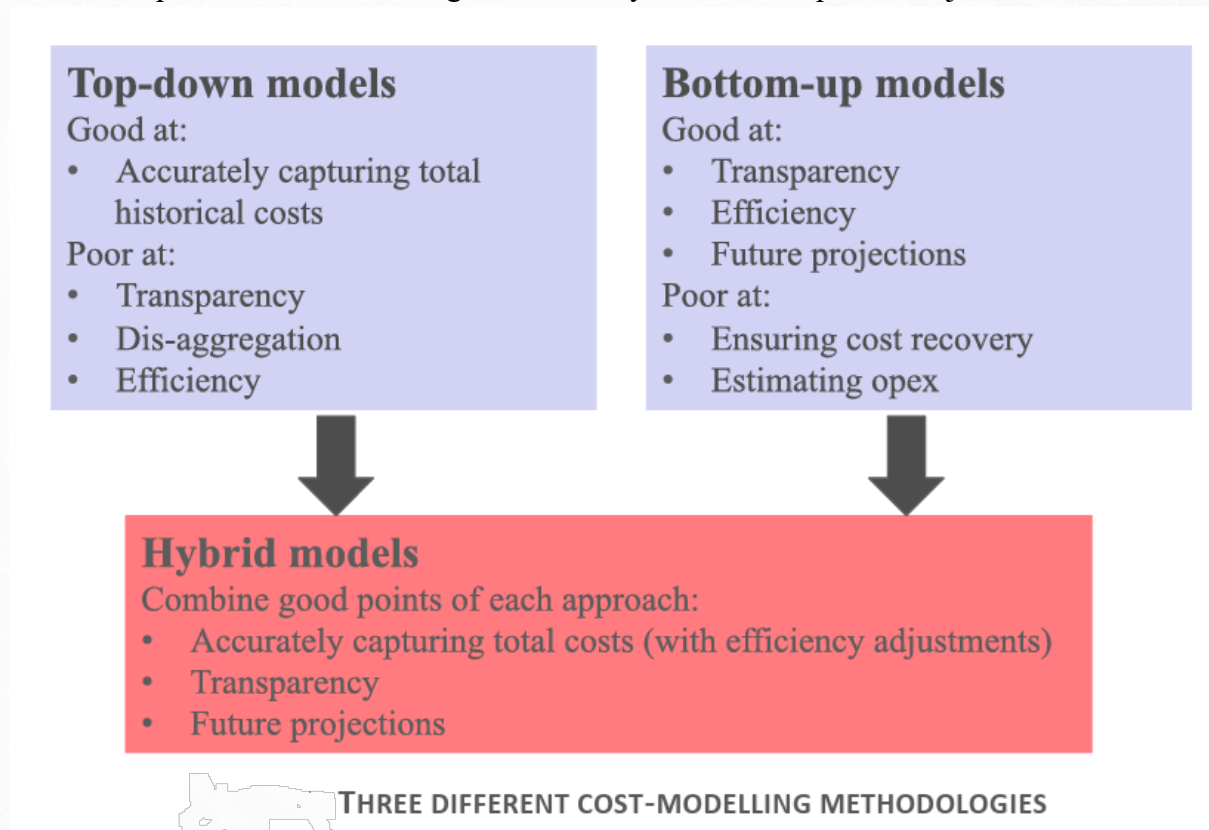 Top-down models
Good at:
• Accurately capturing total
historical costs
Poor at:
• Transparency
• Dis-aggregation
• Efficiency
Bottom-up models
Good at:
• Transparency
• Efficiency
• Future projections
Poor at:
• Ensuring cost recovery
• Estimating opex
Hybrid models
Combine good points of each approach:
• Accurately capturing total costs (with efficiency adjustments)
• Transparency
• Future projections
THREE DIFFERENT COST-MODELLING METHODOLOGIES